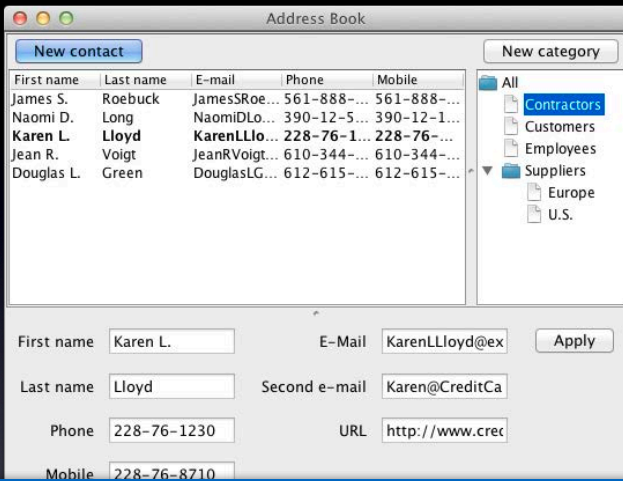 Address Book
New contact
New category
First name Last name E-mail Phone Mobile
James S. Roebuck JamesSRoe... 561-888-... 561-888-...
Naomi D. Long NaomiDLo... 390-12-5... 390-12-1...
Karen L. Lloyd KarenLLlo... 228-76-1... 228-76-...
Jean R. Voigt JeanRVoigt... 610-344-... 610-344-...
Douglas L. Green DouglasLG... 612-615-... 612-615-...
All
Contractors
Customers
Employees
Suppliers
Europe
U.S.
First name Karen L. E-Mail KarenLLloyd@ex Apply
Last name Lloyd Second e-mail Karen@CreditCa
Phone 228-76-1230 URL http://www.cred
Mobile 228-76-8710